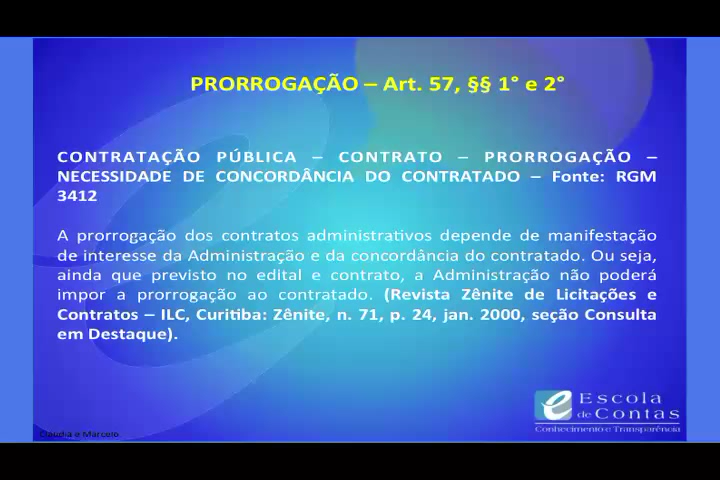 PRORROGAÇÃO – Art. 57, §§ 1° e 2°
CONTRATAÇÃO PÚBLICA – CONTRATO – PRORROGAÇÃO –
NECESSIDADE DE CONCORDÂNCIA DO CONTRATADO – Fonte: RGM
3412
A prorrogação dos contratos administrativos depende de manifestação
de interesse da Administração e da concordância do contratado. Ou seja,
ainda que previsto no edital e contrato, a Administração não poderá
impor a prorrogação ao contratado. (Revista Zênite de Licitações e
Contratos – ILC, Curitiba: Zênite, n. 71, p. 24, jan. 2000, seção Consulta
em Destaque).
Escola
de Contas
Conhecimento e Transparência
Cláudia e Marcelo